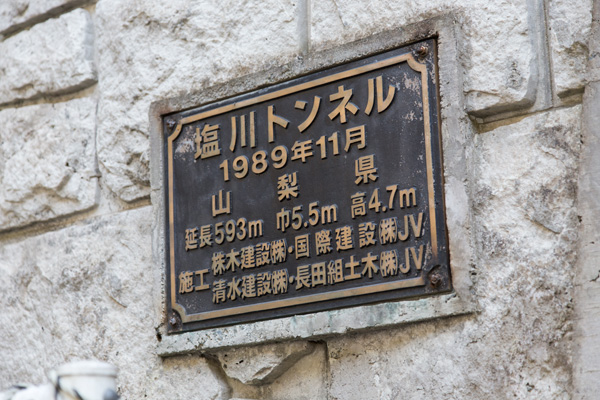 塩川トンネル
1989年11月
山梨県
延長593m 巾5.5m 高4.7m
施工 株木建設㈱・国際建設㈱JV
清水建設㈱・長田組土木㈱JV